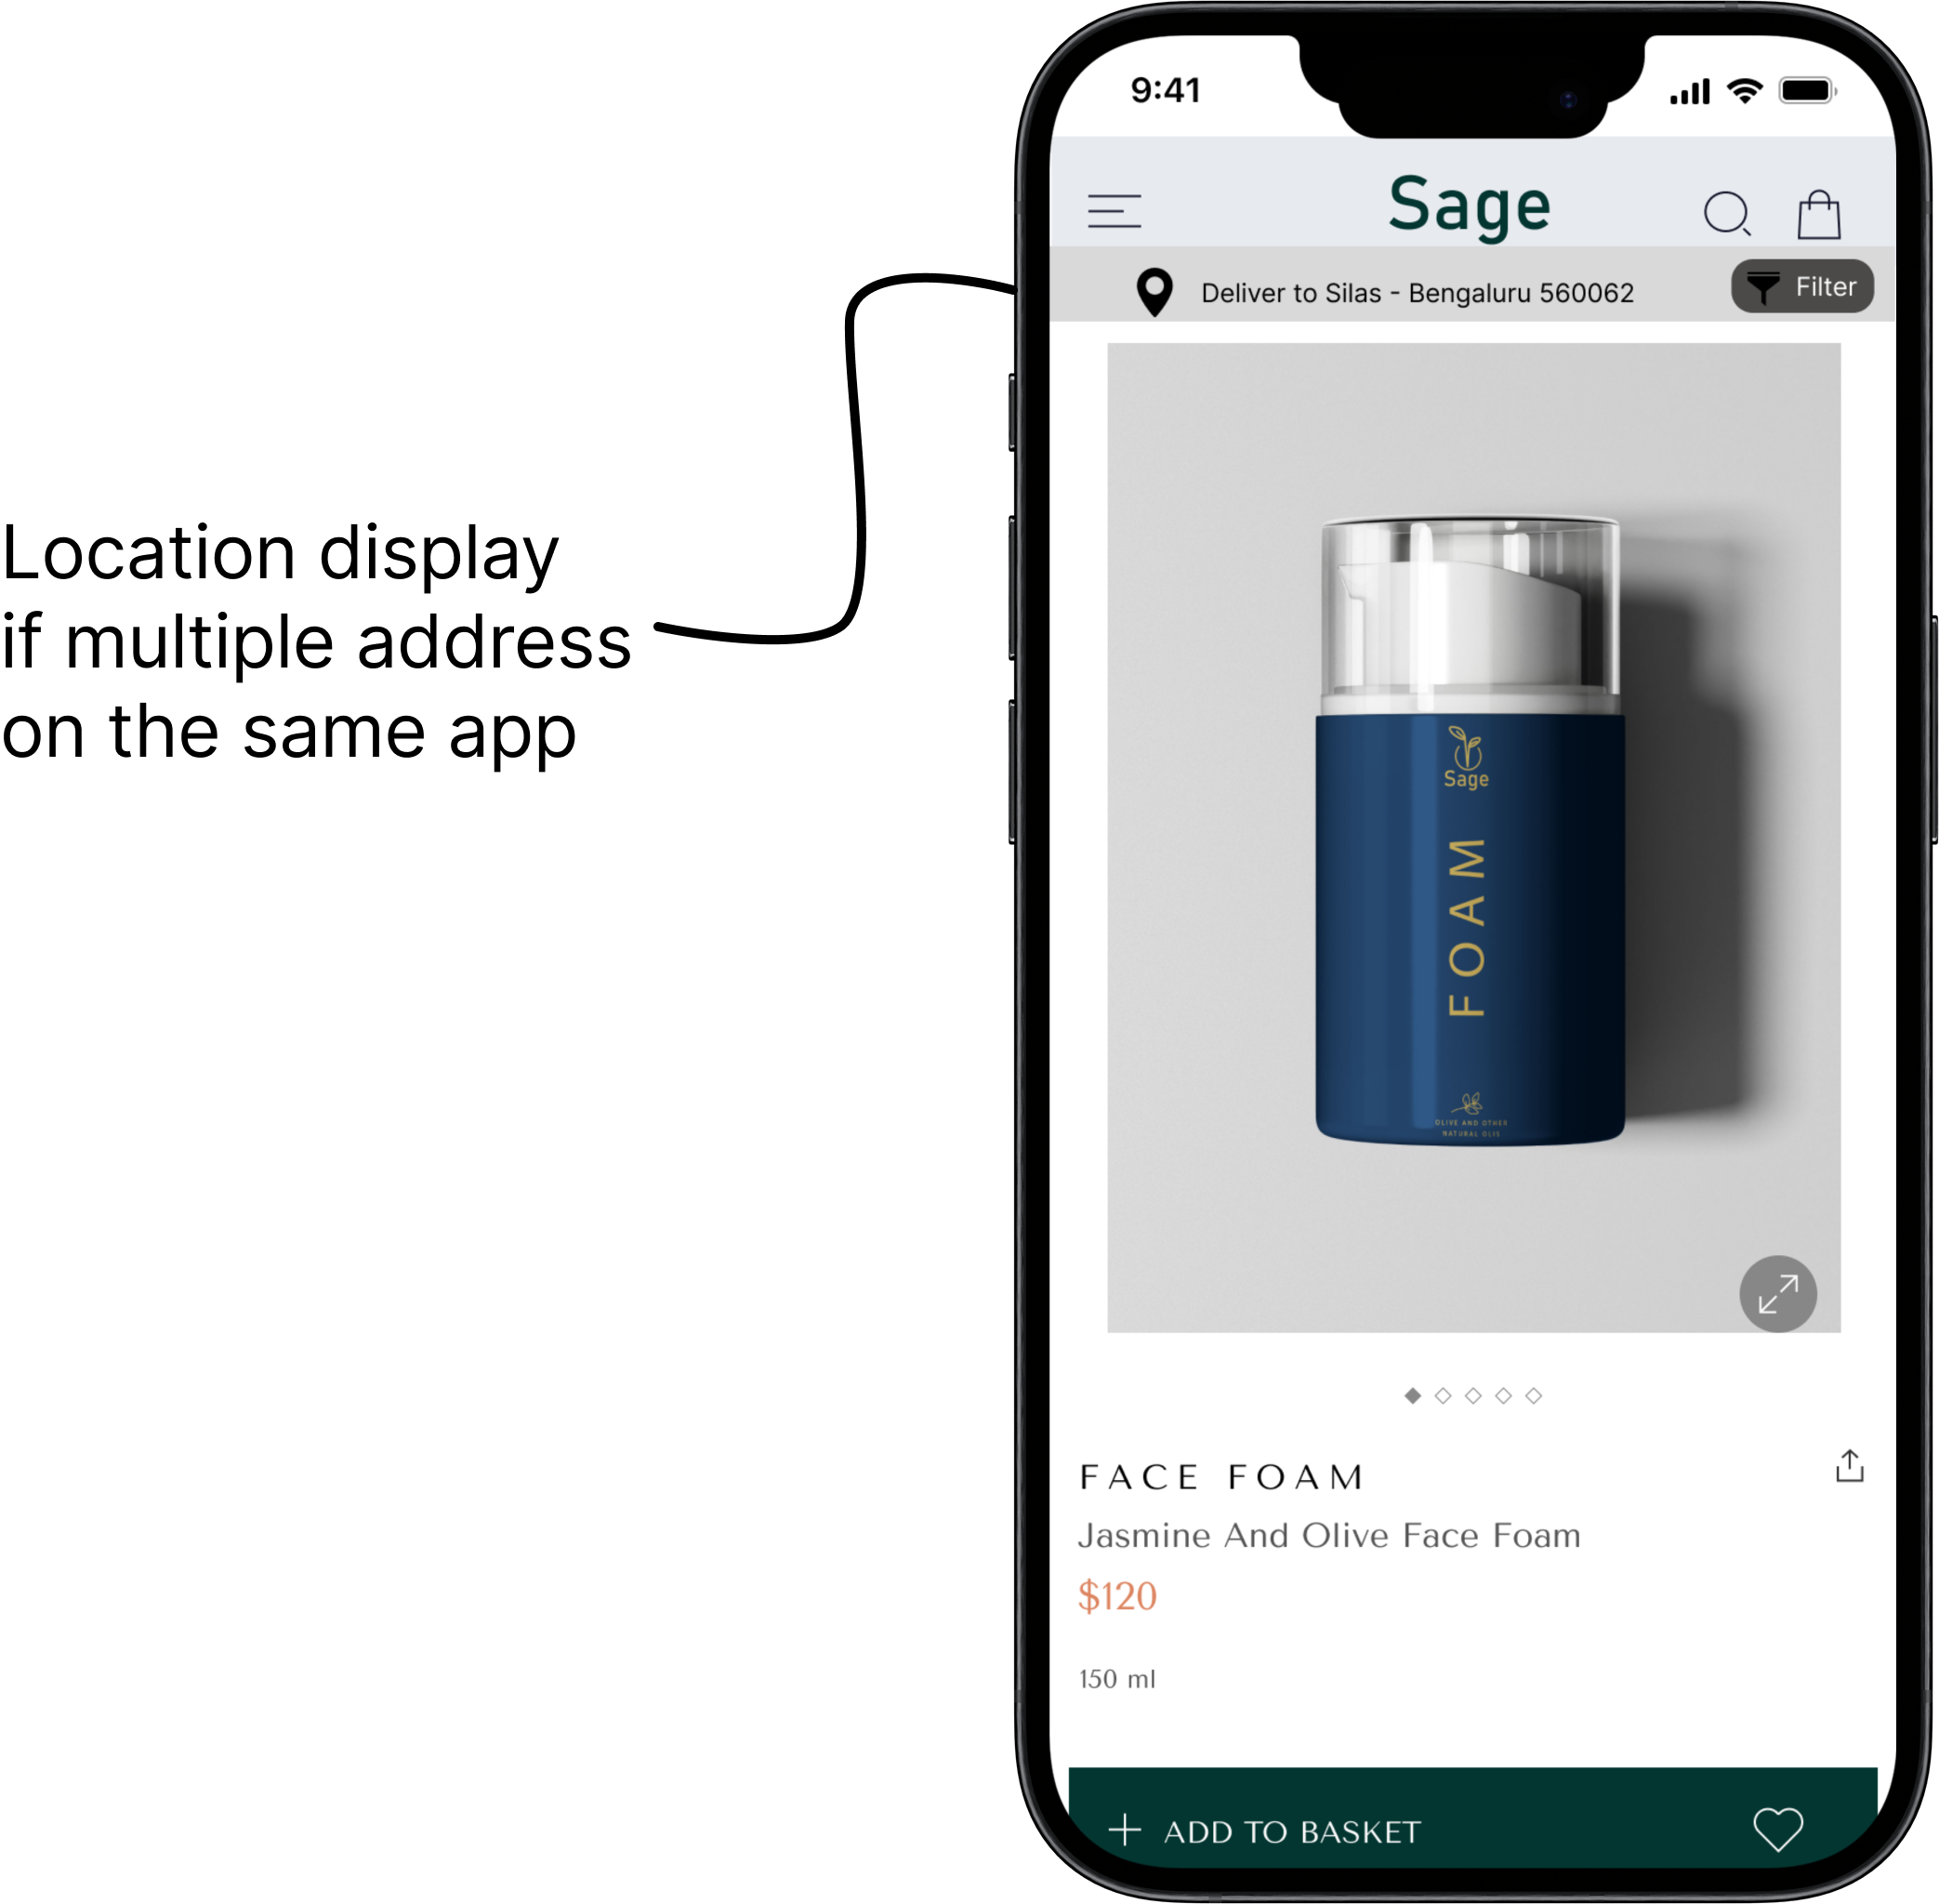 Location display
if multiple address
on the same app
9:41
Sage
Deliver to Silas - Bengaluru 560062
Filter
Sage
FOAM
OLIVE AND OTHER
NATURAL OLIS
FACE FOAM
Jasmine And Olive Face Foam
$120
150 ml
ADD TO BASKET